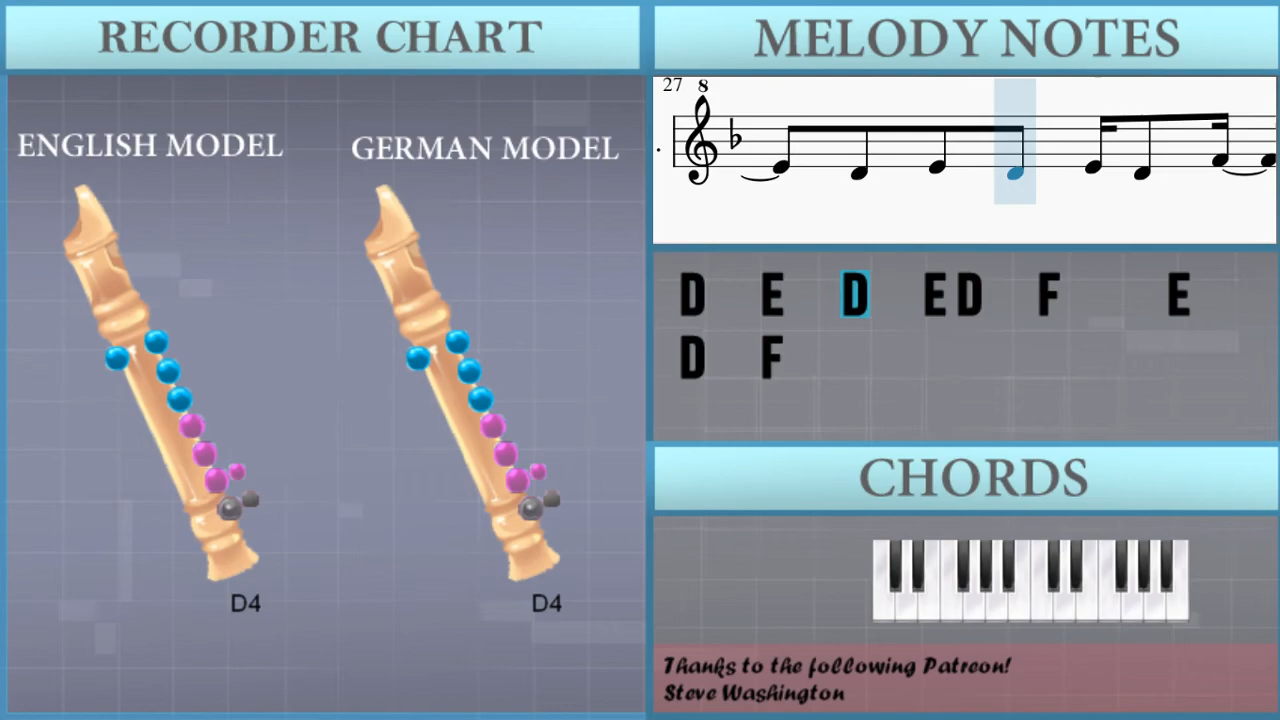 RECORDER CHART
ENGLISH MODEL
GERMAN MODEL
D4
D4
MELODY NOTES
27
8
D E D E D F E
D F
CHORDS
Thanks to the following Patreon!
Steve Washington